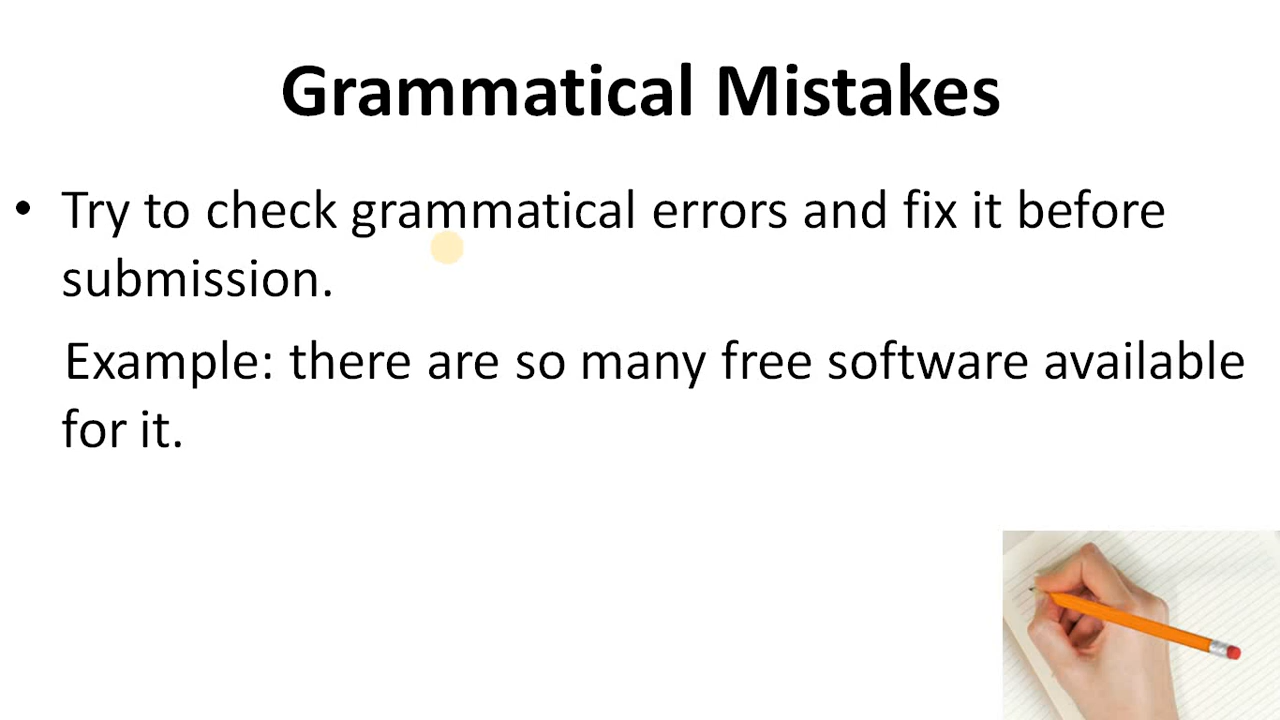 Grammatical Mistakes
• Try to check grammatical errors and fix it before
submission.
Example: there are so many free software available
for it.